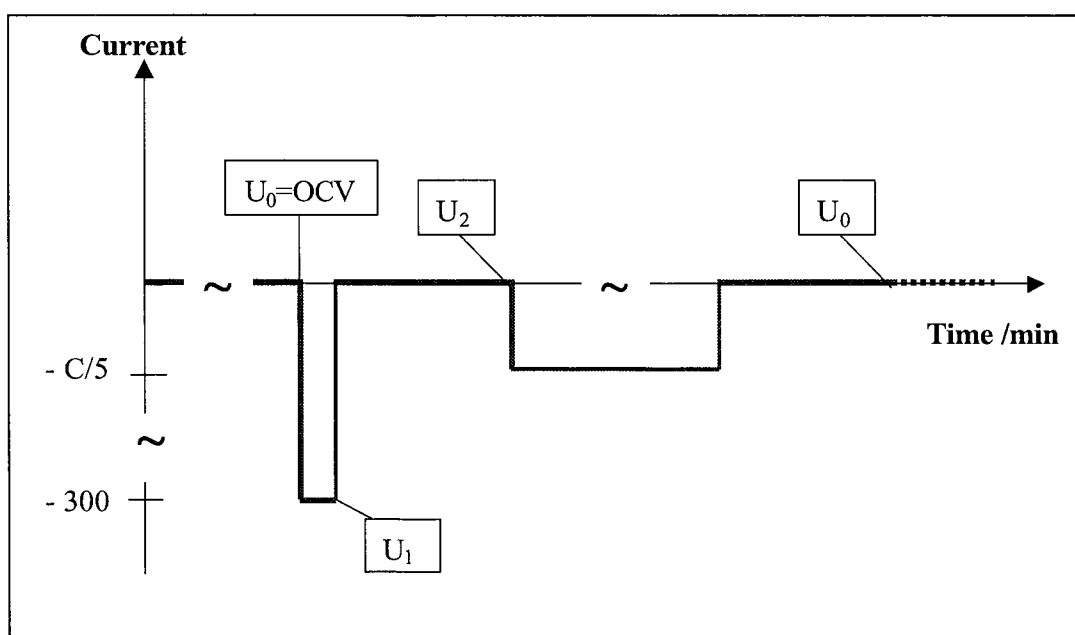 Current
U₀=OCV
U₂
U₀
~
~
Time /min
- C/5
~
- 300
U₁